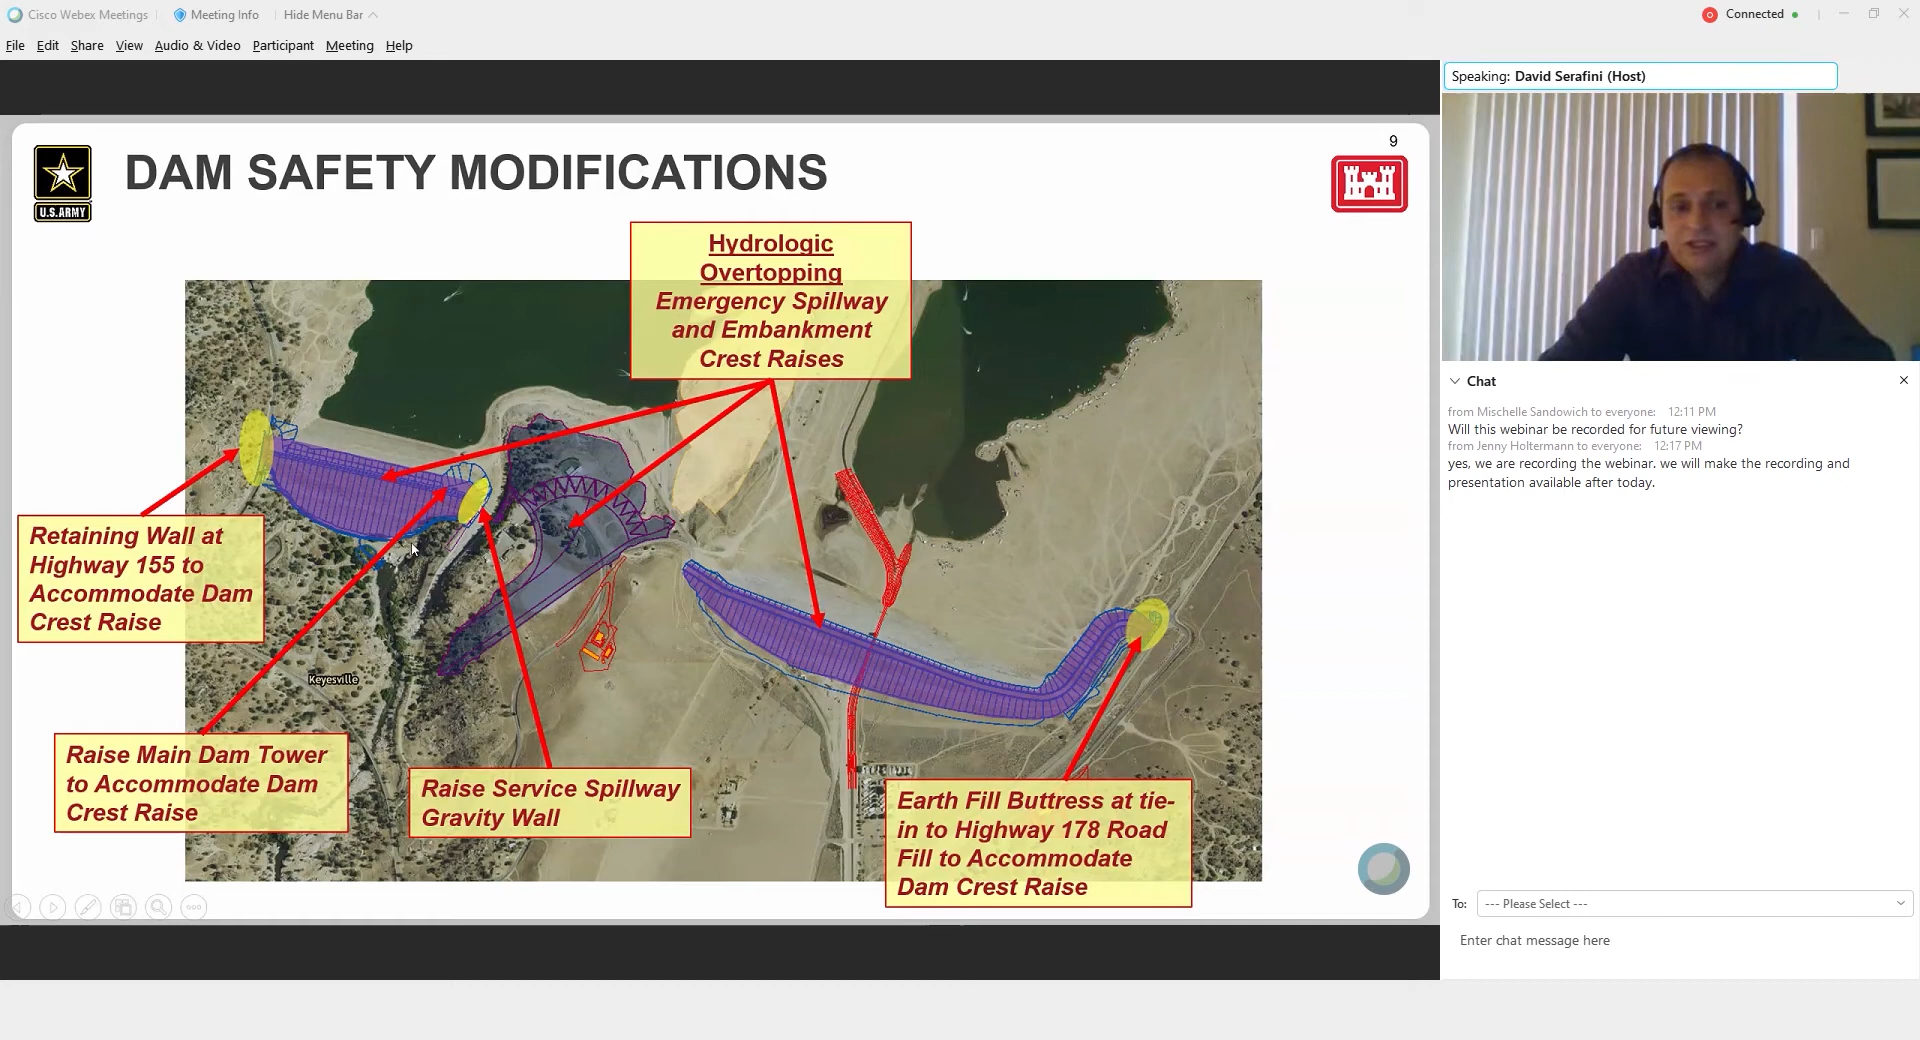 Cisco Webex Meetings
Meeting Info
Hide Menu Bar
Connected
File Edit Share View Audio & Video Participant Meeting Help
Speaking: David Serafini (Host)
9
U.S.ARMY
DAM SAFETY MODIFICATIONS
Hydrologic
Overtopping
Emergency Spillway
and Embankment
Crest Raises
Retaining Wall at
Highway 155 to
Accommodate Dam
Crest Raise
Keyesville
Raise Main Dam Tower
to Accommodate Dam
Crest Raise
Raise Service Spillway
Gravity Wall
Earth Fill Buttress at tie-
in to Highway 178 Road
Fill to Accommodate
Dam Crest Raise
Chat
from Mischelle Sandowich to everyone: 12:11 PM
Will this webinar be recorded for future viewing?
from Jenny Holtermann to everyone: 12:17 PM
yes, we are recording the webinar. we will make the recording and
presentation available after today.
To: --- Please Select ---
Enter chat message here